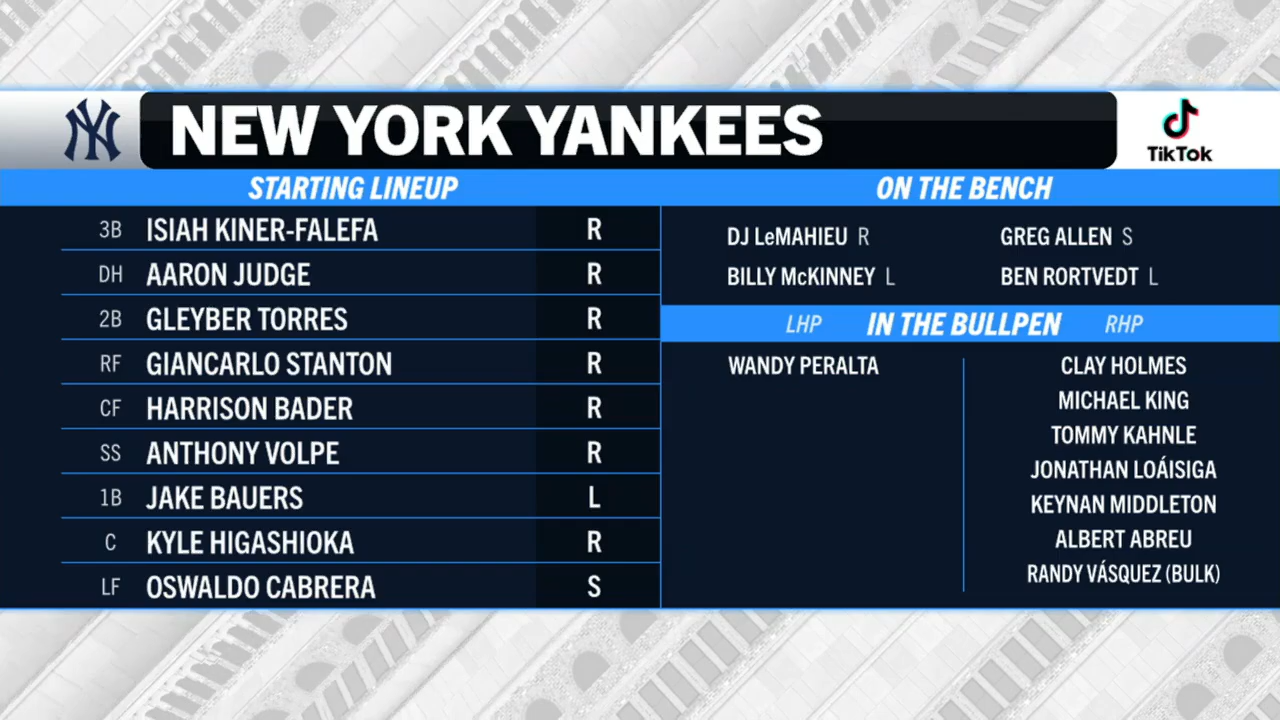 NY
NEW YORK YANKEES
TikTok
STARTING LINEUP
3B ISIAH KINER-FALEFA R
DH AARON JUDGE R
2B GLEYBER TORRES R
RF GIANCARLO STANTON R
CF HARRISON BADER R
SS ANTHONY VOLPE R
1B JAKE BAUERS L
C KYLE HIGASHIOKA R
LF OSWALDO CABRERA S
ON THE BENCH
DJ LeMAHIEU R GREG ALLEN S
BILLY McKINNEY L BEN RORTVEDT L
LHP IN THE BULLPEN RHP
WANDY PERALTA
CLAY HOLMES
MICHAEL KING
TOMMY KAHNLE
JONATHAN LOÁISIGA
KEYNAN MIDDLETON
ALBERT ABREU
RANDY VÁSQUEZ (BULK)